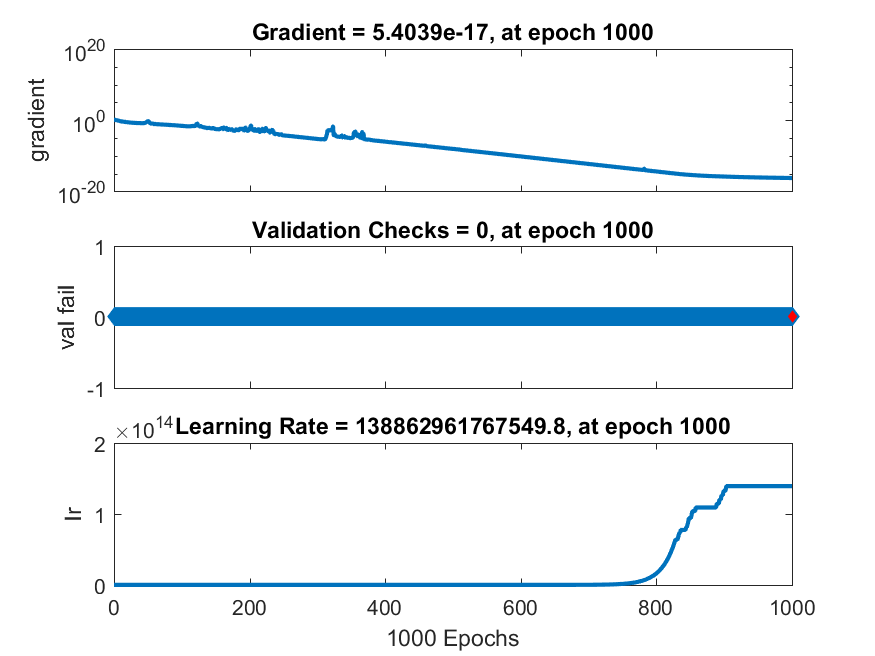 Gradient = 5.4039e-17, at epoch 1000
10^20
10^0
10^-20
gradient
Validation Checks = 0, at epoch 1000
1
0
-1
val fail
×10^14 Learning Rate = 138862961767549.8, at epoch 1000
2
1
0
lr
0 200 400 600 800 1000
1000 Epochs